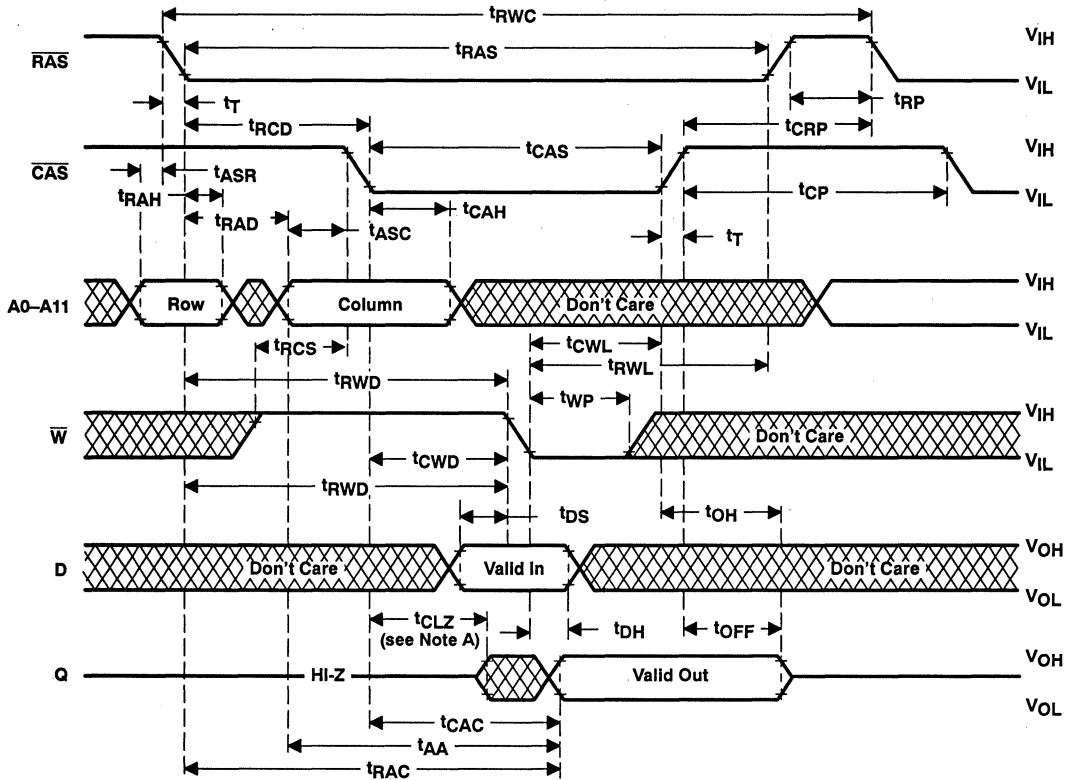 tRWC
VIH
RAS
tRAS
VIL
tT
tRP
tRCD
tCRP
VIH
CAS
tCAS
tASR
VIL
tRAH
tCP
tCAH
tRAD
tASC
tT
VIH
A0–A11
Row
Column
Don't Care
VIL
tRCS
tCWL
tRWL
tRWD
tWP
VIH
W
Don't Care
VIL
tCWD
tRWD
tDS
tOH
VOH
D
Don't Care
Valid In
Don't Care
VOL
tCLZ
(see Note A)
tDH
tOFF
VOH
Q
HI-Z
Valid Out
VOL
tCAC
tAA
tRAC